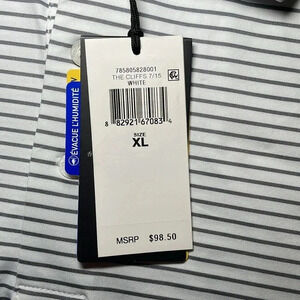 785805828001
THE CLIFFS 7/15
WHITE
8 82921 67083 4
SIZE
XL
MSRP $98.50
ÉVACUE L'HUMIDITÉ